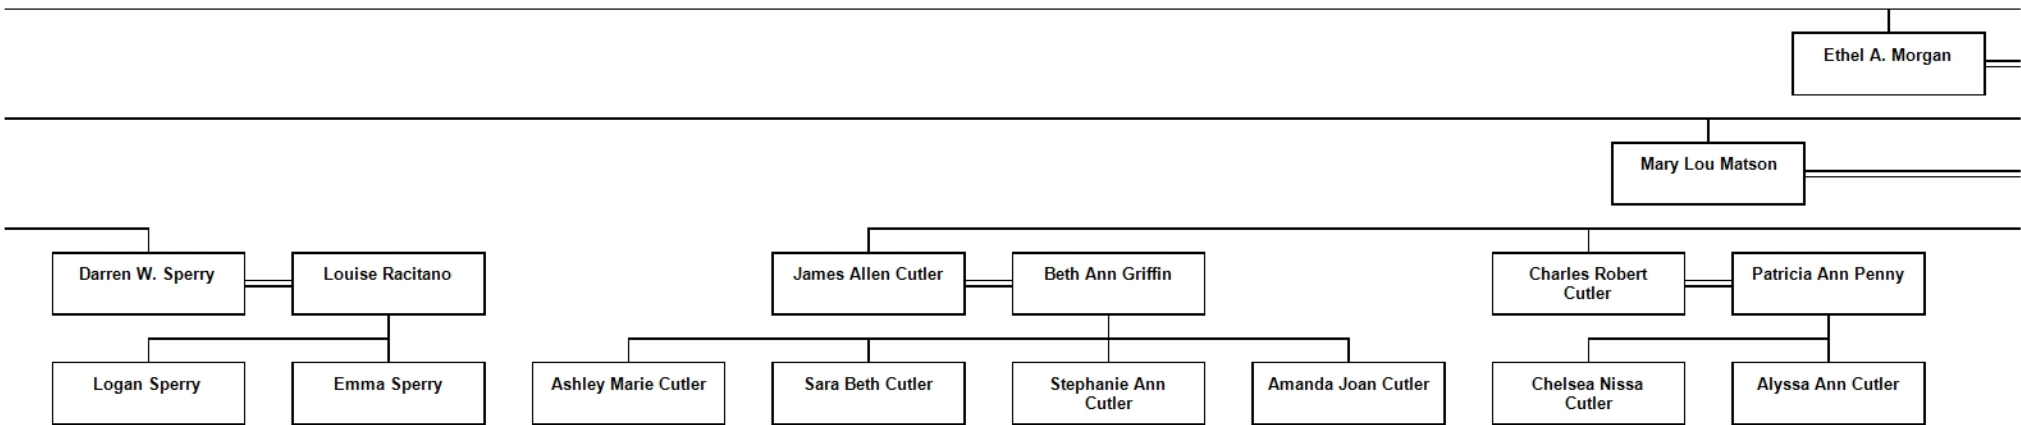 Ethel A. Morgan
Mary Lou Matson
Darren W. Sperry
Louise Racitano
James Allen Cutler
Beth Ann Griffin
Charles Robert
Cutler
Patricia Ann Penny
Logan Sperry
Emma Sperry
Ashley Marie Cutler
Sara Beth Cutler
Stephanie Ann
Cutler
Amanda Joan Cutler
Chelsea Nissa
Cutler
Alyssa Ann Cutler